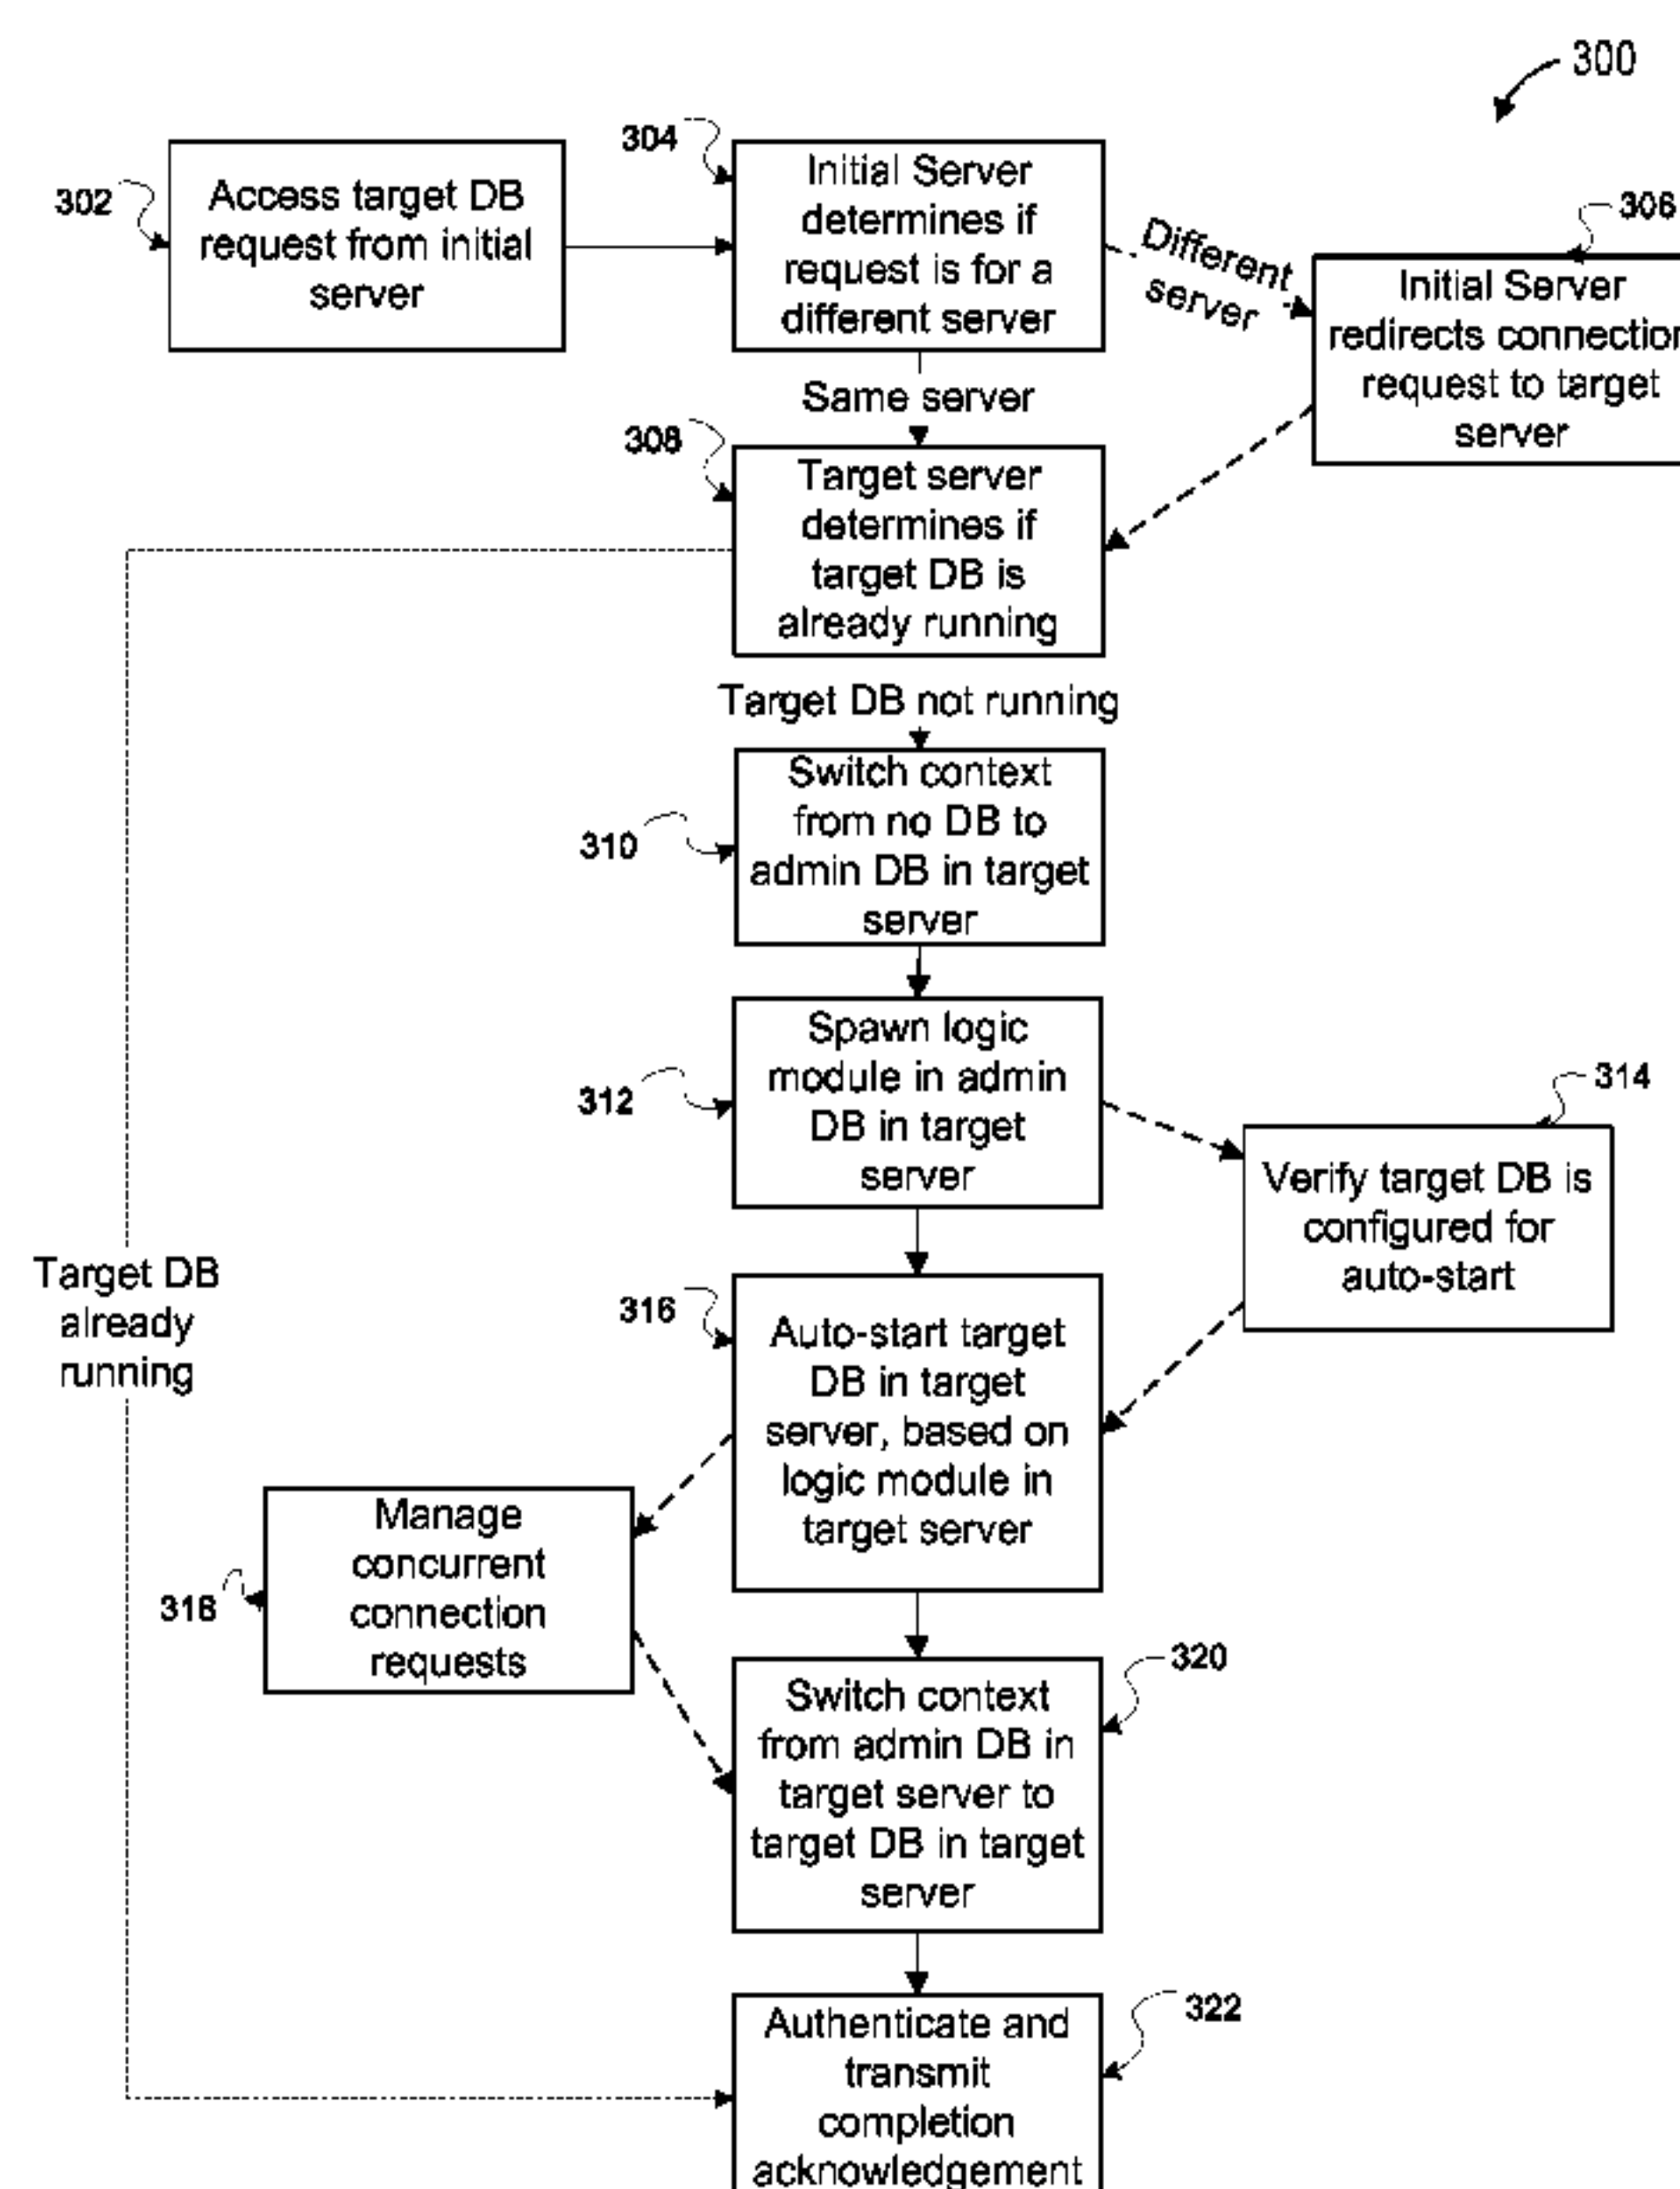 300
302
Access target DB
request from initial
server
304
Initial Server
determines if
request is for a
different server
Different
server
306
Initial Server
redirects connection
request to target
server
Same server
308
Target server
determines if
target DB is
already running
Target DB not running
310
Switch context
from no DB to
admin DB in target
server
312
Spawn logic
module in admin
DB in target
server
314
Verify target DB is
configured for
auto-start
Target DB
already
running
316
Auto-start target
DB in target
server, based on
logic module in
target server
318
Manage
concurrent
connection
requests
320
Switch context
from admin DB in
target server to
target DB in target
server
322
Authenticate and
transmit
completion
acknowledgement